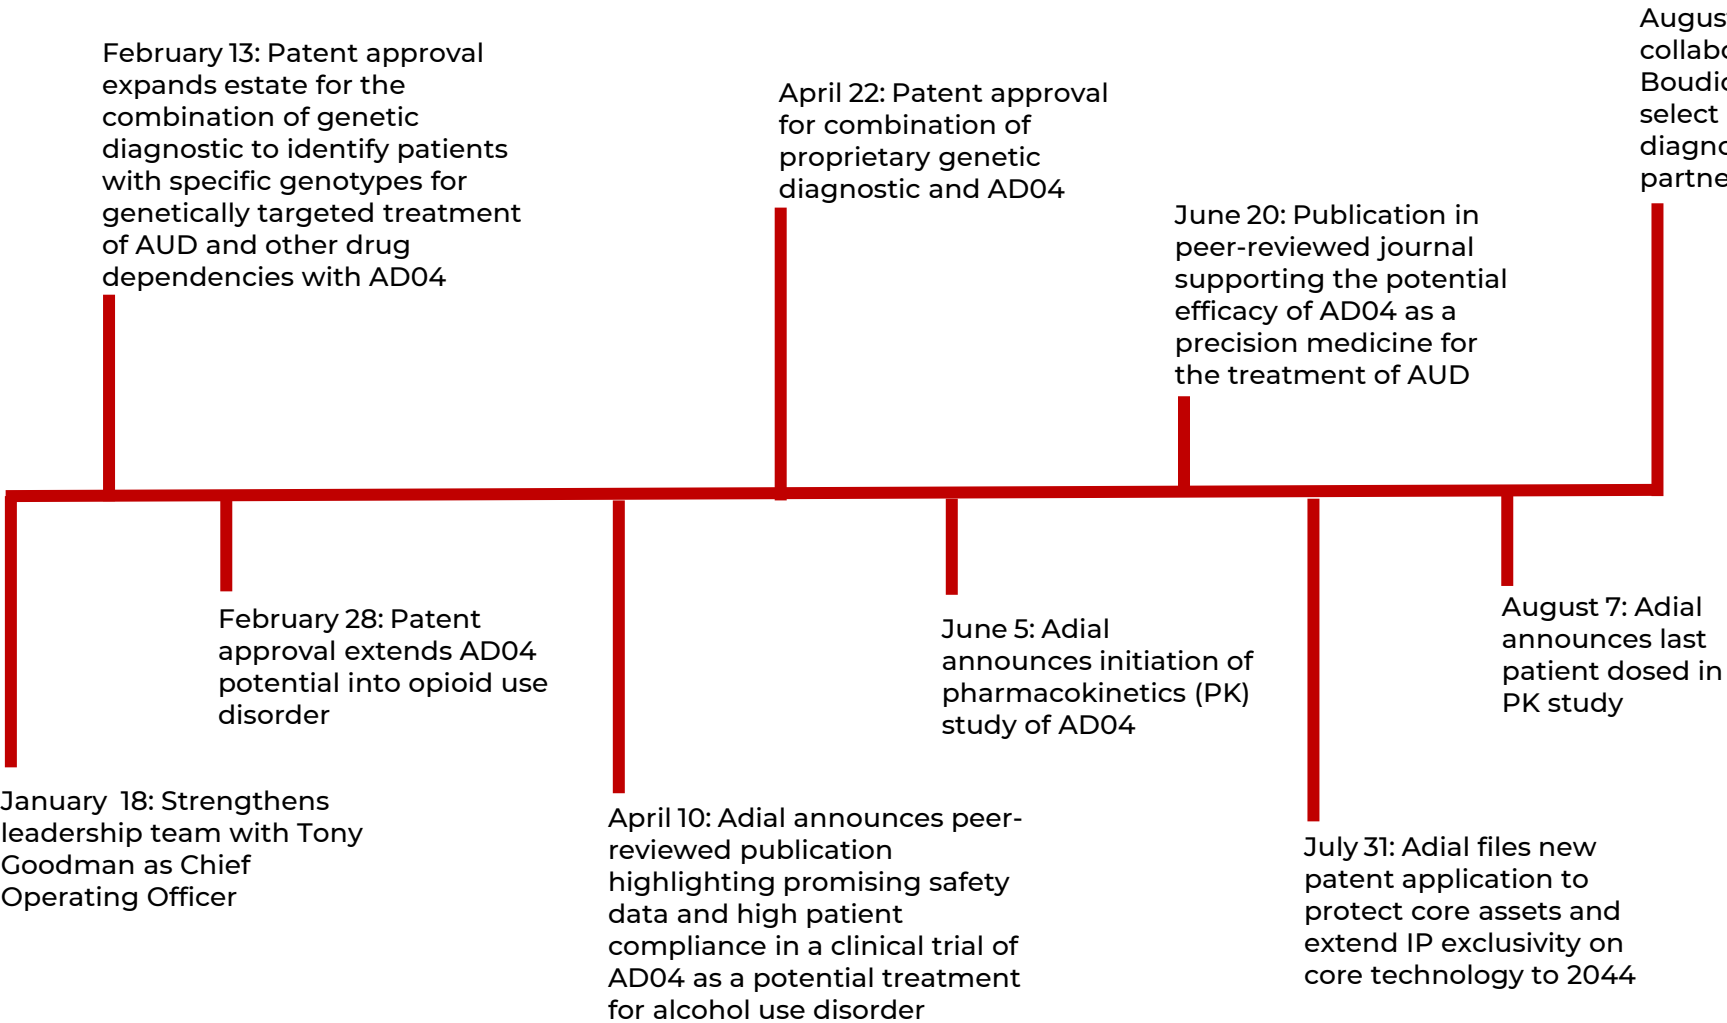 February 13: Patent approval
expands estate for the
combination of genetic
diagnostic to identify patients
with specific genotypes for
genetically targeted treatment
of AUD and other drug
dependencies with AD04
April 22: Patent approval
for combination of
proprietary genetic
diagnostic and AD04
June 20: Publication in
peer-reviewed journal
supporting the potential
efficacy of AD04 as a
precision medicine for
the treatment of AUD
select
January 18: Strengthens
leadership team with Tony
Goodman as Chief
Operating Officer
February 28: Patent
approval extends AD04
potential into opioid use
disorder
April 10: Adial announces peer-
reviewed publication
highlighting promising safety
data and high patient
compliance in a clinical trial of
AD04 as a potential treatment
for alcohol use disorder
June 5: Adial
announces initiation of
pharmacokinetics (PK)
study of AD04
July 31: Adial files new
patent application to
protect core assets and
extend IP exclusivity on
core technology to 2044
August 7: Adial
announces last
patient dosed in
PK study